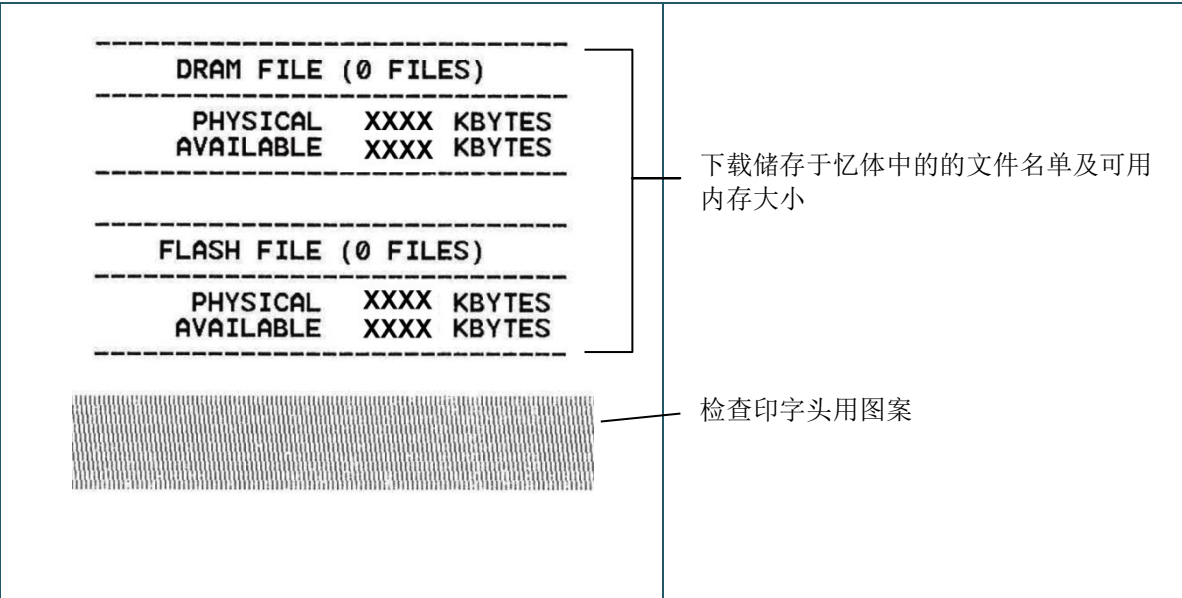 DRAM FILE (0 FILES)
PHYSICAL XXXX KBYTES
AVAILABLE XXXX KBYTES
FLASH FILE (0 FILES)
PHYSICAL XXXX KBYTES
AVAILABLE XXXX KBYTES
下载储存于忆体中的的文件名单及可用
内存大小
检查印字头用图案